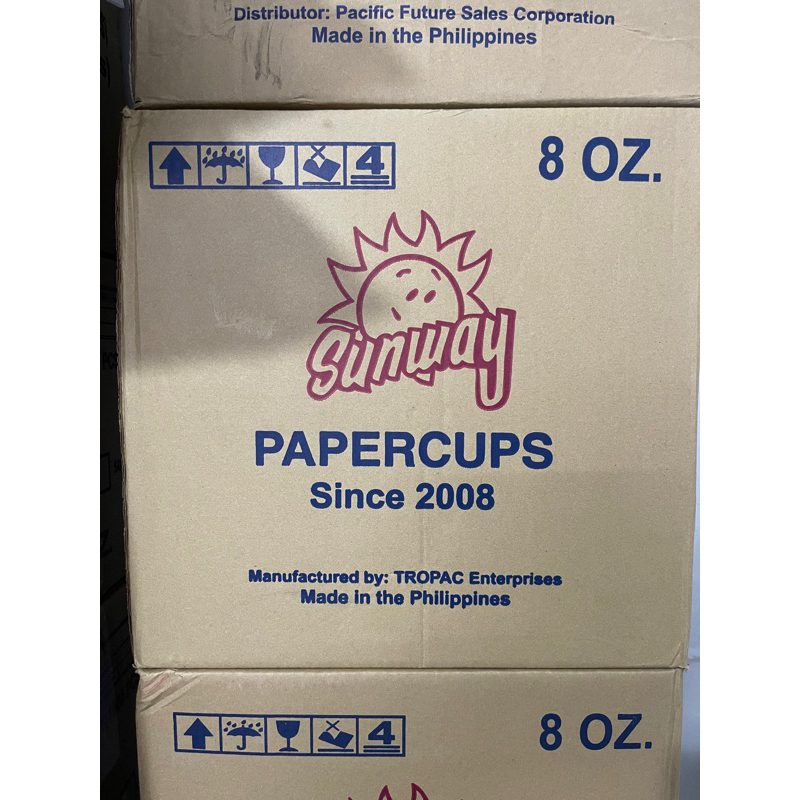 Distributor: Pacific Future Sales Corporation
Made in the Philippines
4
8 OZ.
Sunway
PAPERCUPS
Since 2008
Manufactured by: TROPAC Enterprises
Made in the Philippines
4
8 OZ.